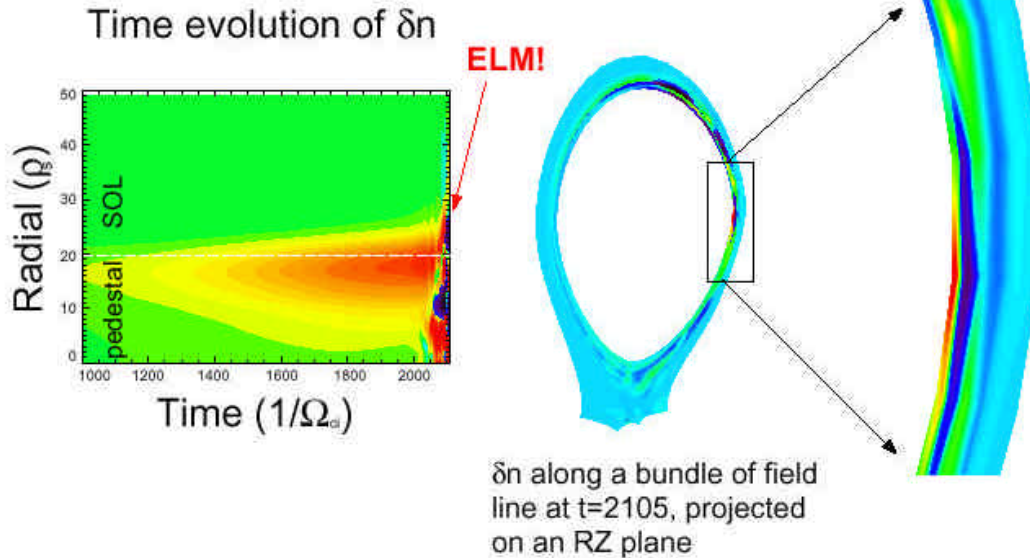 Time evolution of δn
ELM!
50
40
30
20
10
0
Radial (ρs)
pedestal SOL
1000 1200 1400 1600 1800 2000
Time (1/Ωci)
δn along a bundle of field
line at t=2105, projected
on an RZ plane